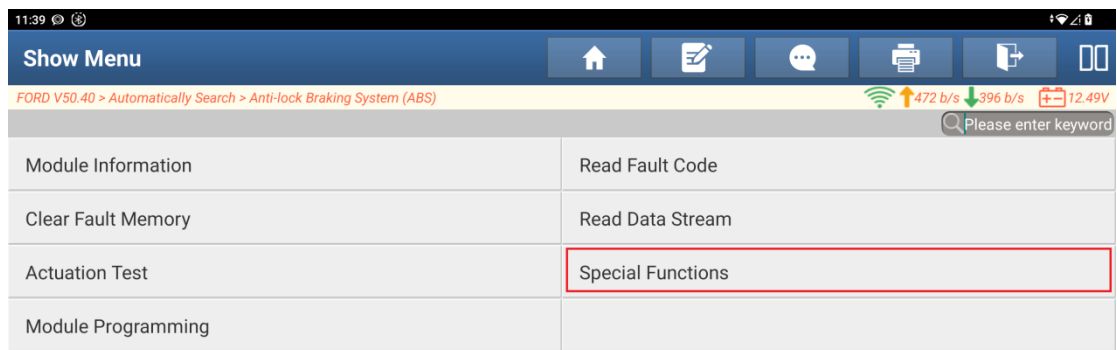 11:39
Show Menu
FORD V50.40 > Automatically Search > Anti-lock Braking System (ABS)
472 b/s 396 b/s 12.49V
Please enter keyword
Module Information
Read Fault Code
Clear Fault Memory
Read Data Stream
Actuation Test
Special Functions
Module Programming